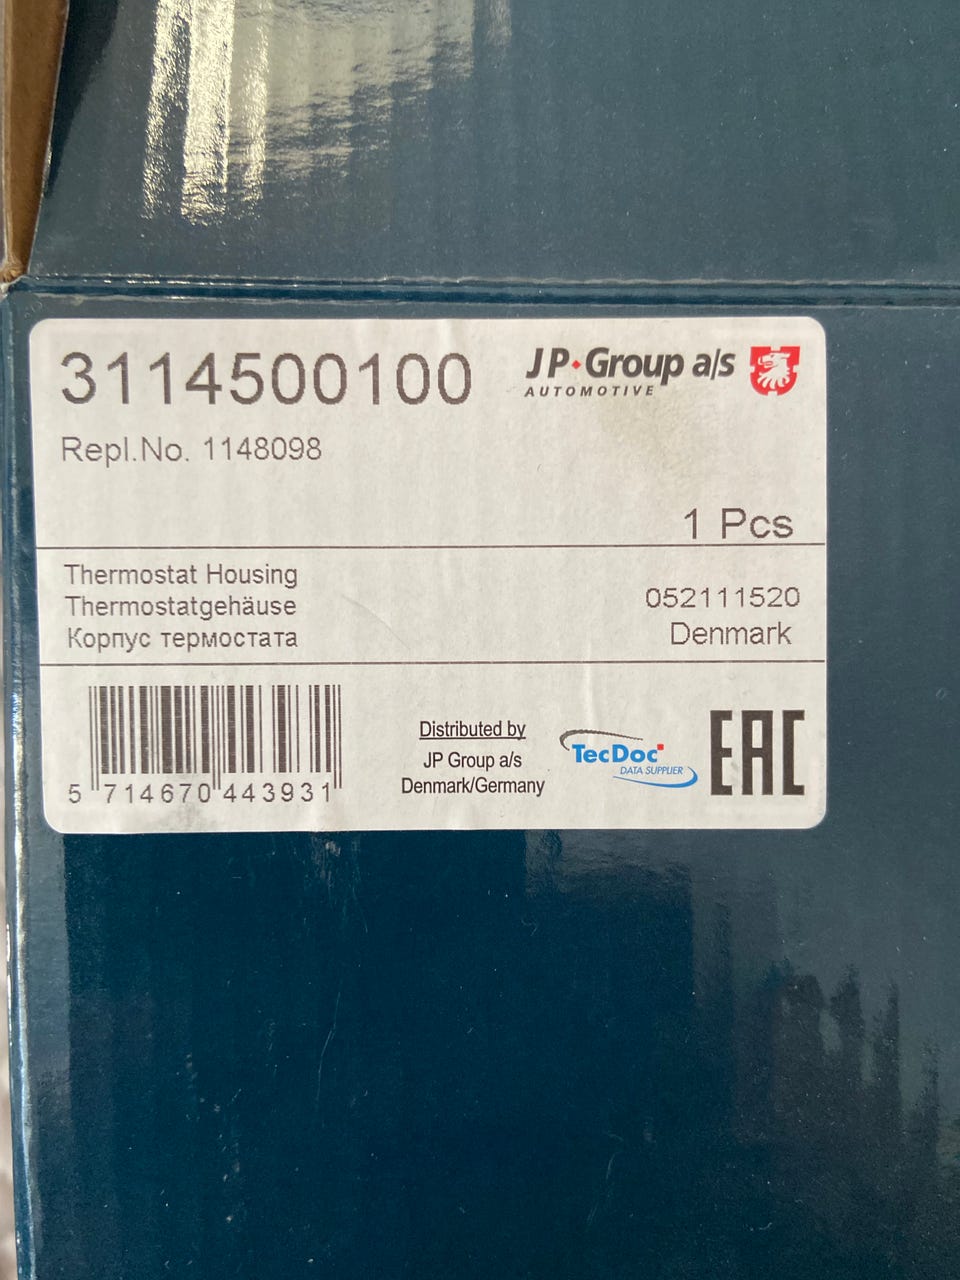 3114500100
JP Group a/s
AUTOMOTIVE
Repl.No. 1148098
1 Pcs
Thermostat Housing
Thermostatgehäuse
Корпус термостата
052111520
Denmark
5 714670 443931
Distributed by
JP Group a/s
Denmark/Germany
TecDoc
DATA SUPPLIER
EAC